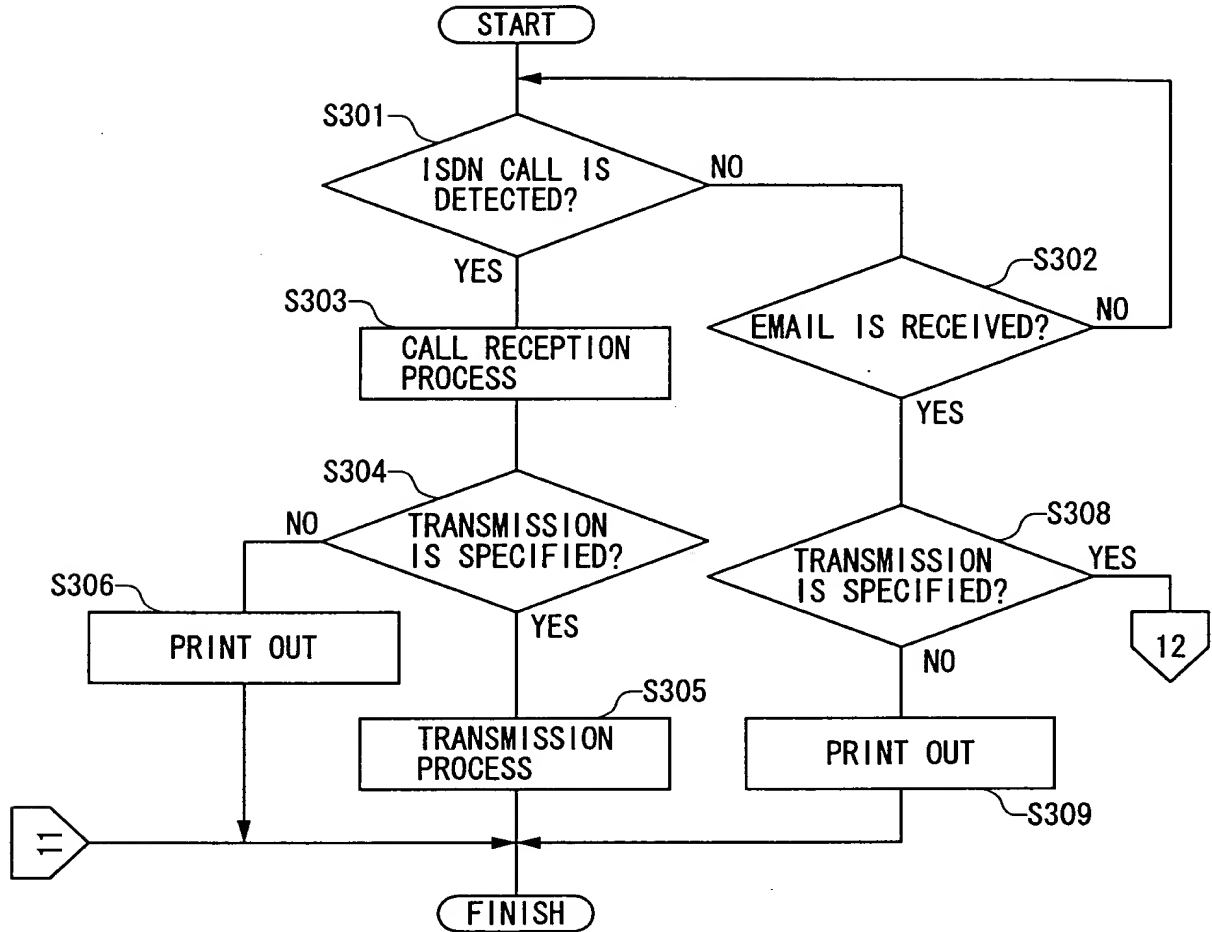 START
S301
ISDN CALL IS
DETECTED?
NO
YES
S302
EMAIL IS RECEIVED?
NO
YES
S303
CALL RECEPTION
PROCESS
S304
TRANSMISSION
IS SPECIFIED?
NO
YES
S308
TRANSMISSION
IS SPECIFIED?
YES
NO
12
S306
PRINT OUT
S305
TRANSMISSION
PROCESS
PRINT OUT
S309
11
FINISH